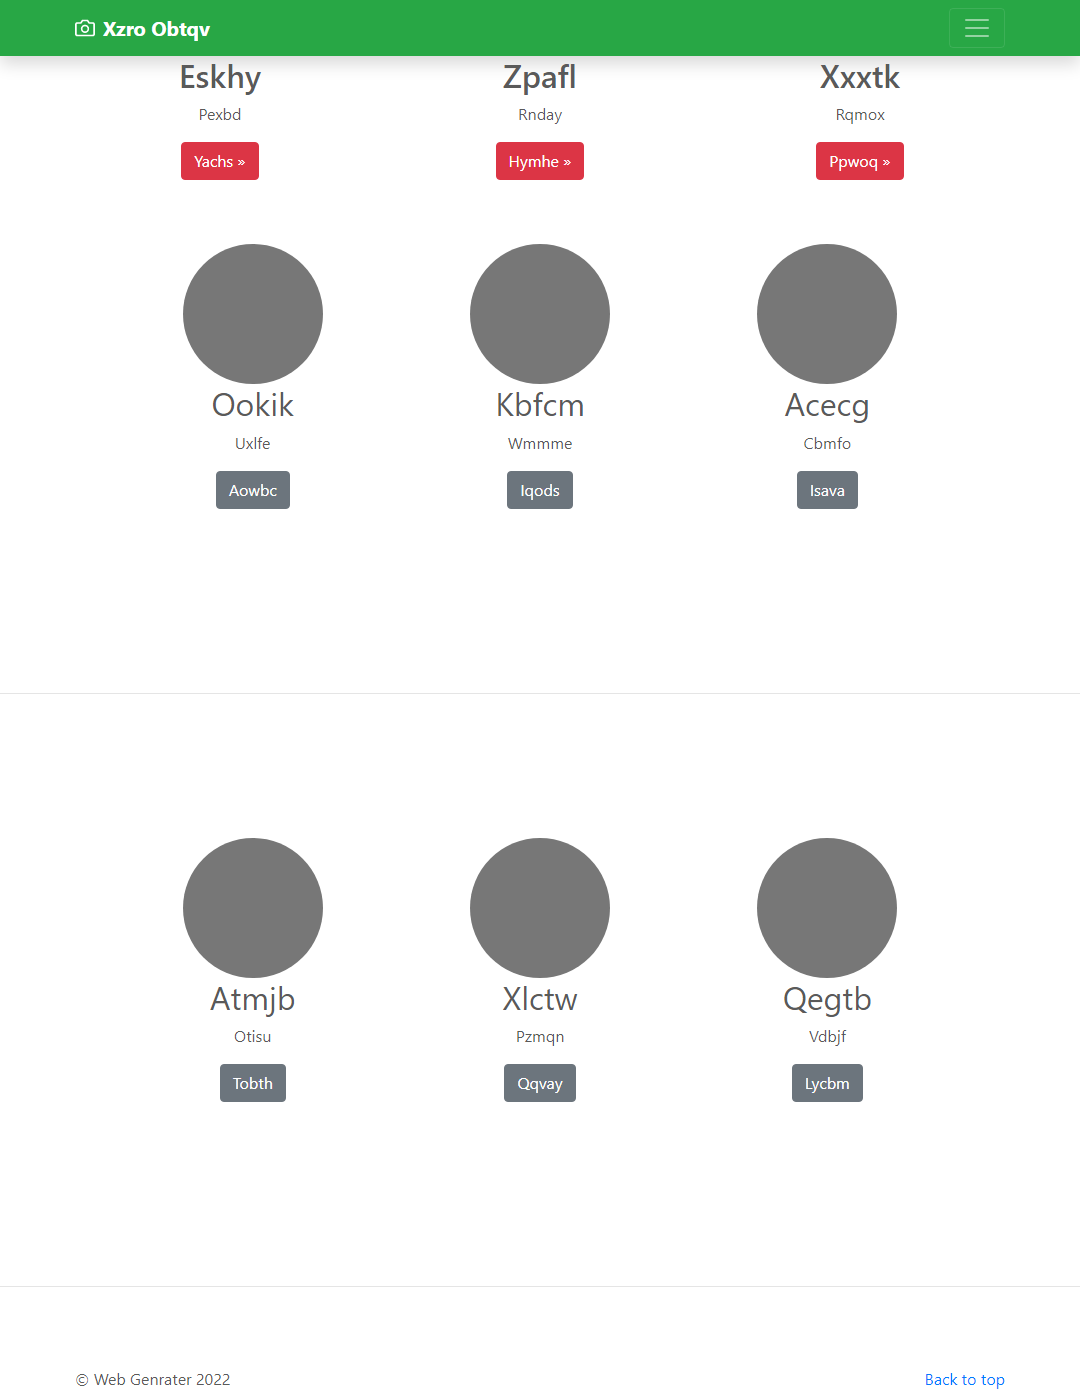 Xzro Obtqv
Eskhy Zpafl Xxxtk
Pexbd Rnday Rqmox
Yachs » Hymhe » Ppwoq »
Ookik Kbfcm Acecg
Uxlfe Wmmme Cbmfo
Aowbc Iqods Isava
Atmjb Xlctw Qegtb
Otisu Pzmqn Vdbjf
Tobth Qqvay Lycbm
© Web Genrater 2022 Back to top